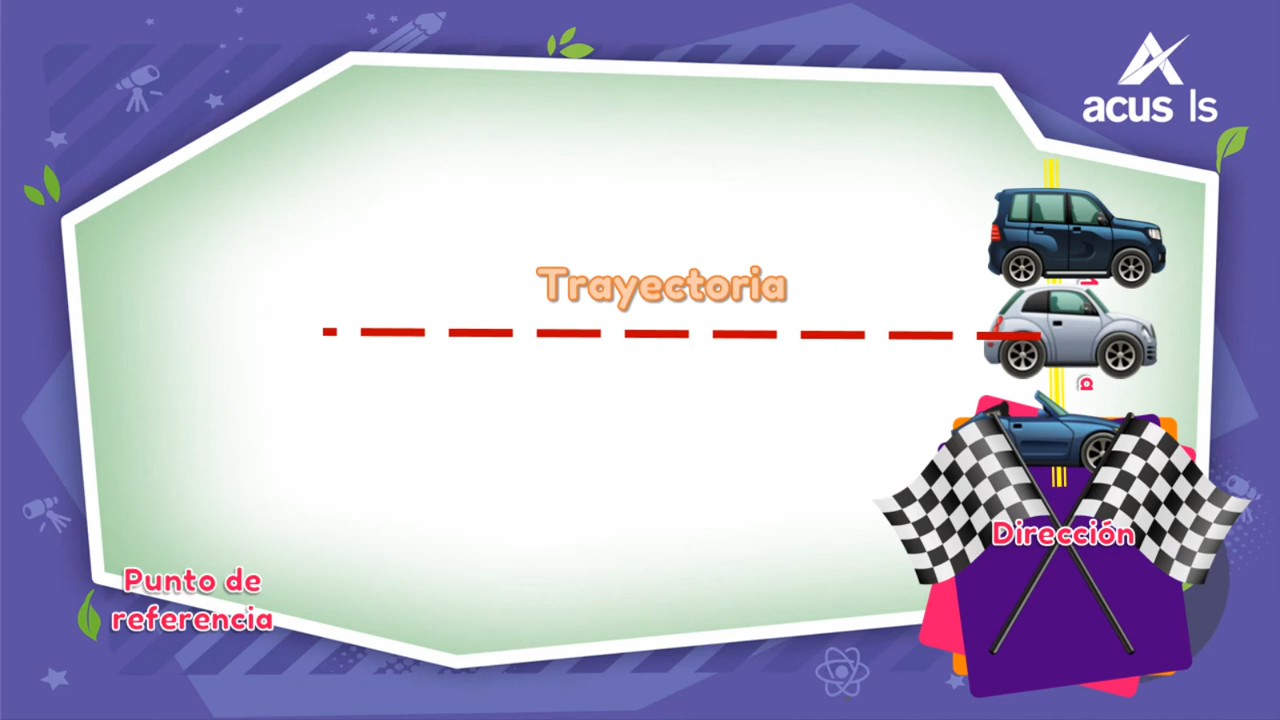 acus ls
Trayectoria
Dirección
Punto de
referencia